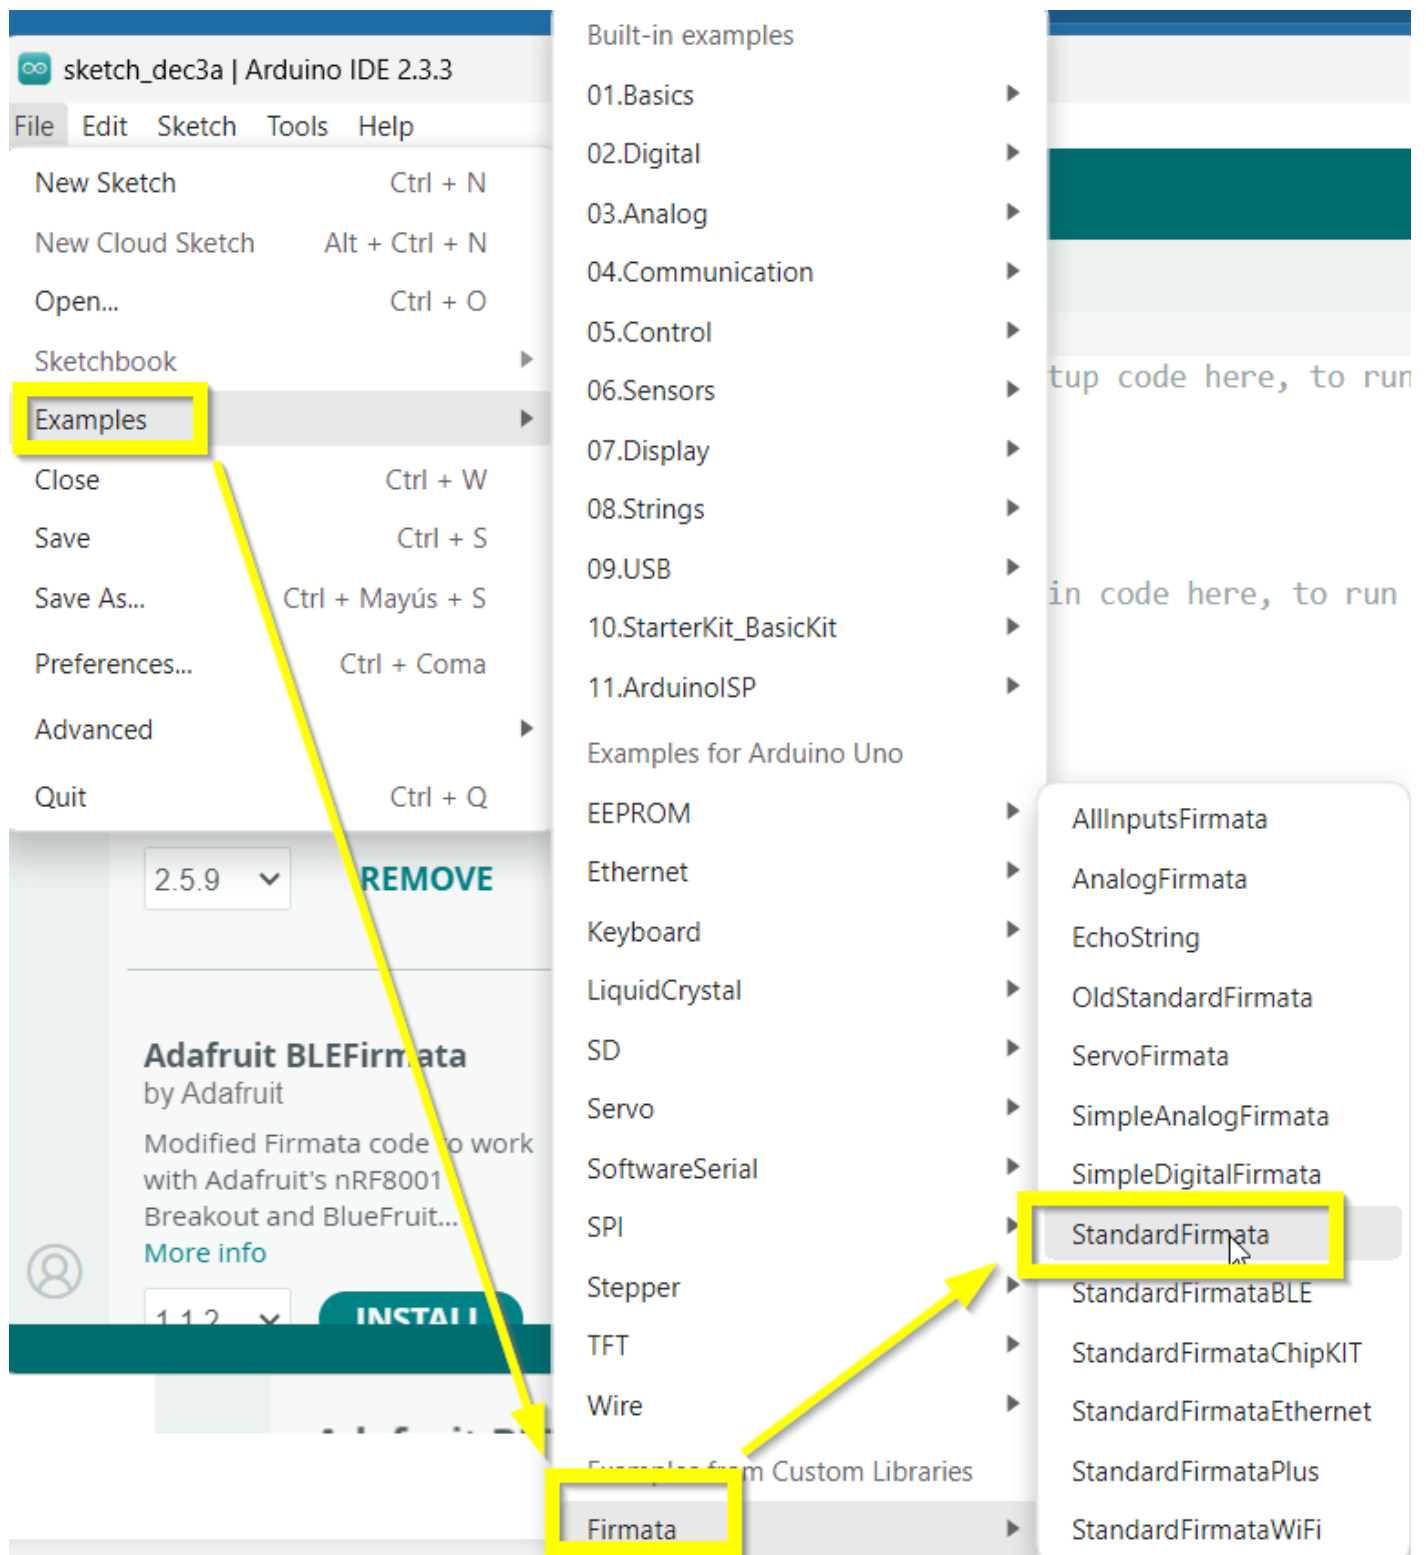 sketch_dec3a | Arduino IDE 2.3.3
File Edit Sketch Tools Help
New Sketch Ctrl + N
New Cloud Sketch Alt + Ctrl + N
Open... Ctrl + O
Sketchbook
Examples
Close Ctrl + W
Save Ctrl + S
Save As... Ctrl + Mayús + S
Preferences... Ctrl + Coma
Advanced
Quit Ctrl + Q
2.5.9 REMOVE
Adafruit BLEFirmata
by Adafruit
Modified Firmata code to work
with Adafruit's nRF8001
Breakout and BlueFruit...
More info
1.1.2 INSTALL
Built-in examples
01.Basics
02.Digital
03.Analog
04.Communication
05.Control
06.Sensors
07.Display
08.Strings
09.USB
10.StarterKit_BasicKit
11.ArduinoISP
Examples for Arduino Uno
EEPROM
Ethernet
Keyboard
LiquidCrystal
SD
Servo
SoftwareSerial
SPI
Stepper
TFT
Wire
Examples from Custom Libraries
Firmata
tup code here, to run
in code here, to run
AllInputsFirmata
AnalogFirmata
EchoString
OldStandardFirmata
ServoFirmata
SimpleAnalogFirmata
SimpleDigitalFirmata
StandardFirmata
StandardFirmataBLE
StandardFirmataChipKIT
StandardFirmataEthernet
StandardFirmataPlus
StandardFirmataWiFi